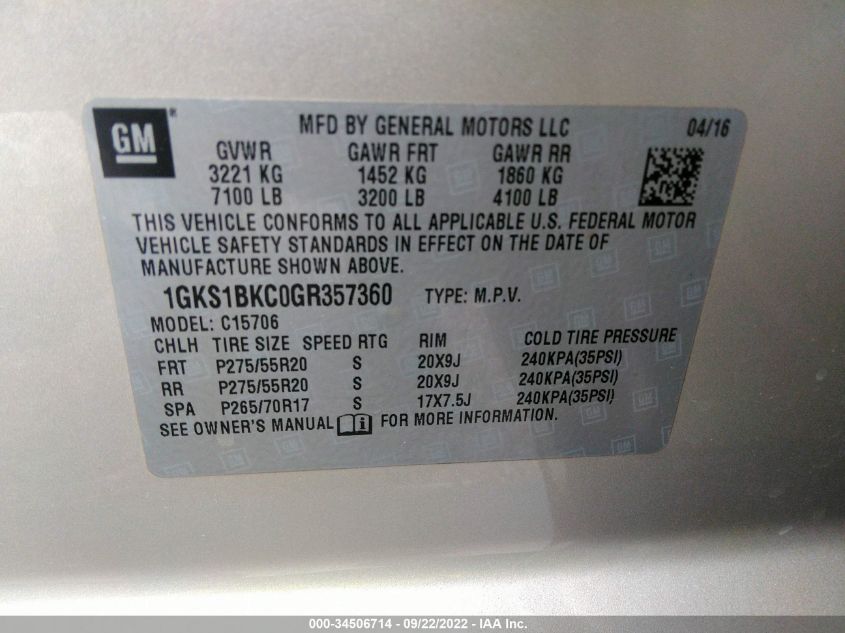 GM® MFD BY GENERAL MOTORS LLC 04/16
GVWR GAWR FRT GAWR RR
3221 KG 1452 KG 1860 KG
7100 LB 3200 LB 4100 LB
THIS VEHICLE CONFORMS TO ALL APPLICABLE U.S. FEDERAL MOTOR
VEHICLE SAFETY STANDARDS IN EFFECT ON THE DATE OF
MANUFACTURE SHOWN ABOVE.
1GKS1BKC0GR357360 TYPE: M.P.V.
MODEL: C15706
CHLH TIRE SIZE SPEED RTG RIM COLD TIRE PRESSURE
FRT P275/55R20 S 20X9J 240KPA(35PSI)
RR P275/55R20 S 20X9J 240KPA(35PSI)
SPA P265/70R17 S 17X7.5J 240KPA(35PSI)
SEE OWNER'S MANUAL FOR MORE INFORMATION.
000-34506714 - 09/22/2022 - IAA Inc.